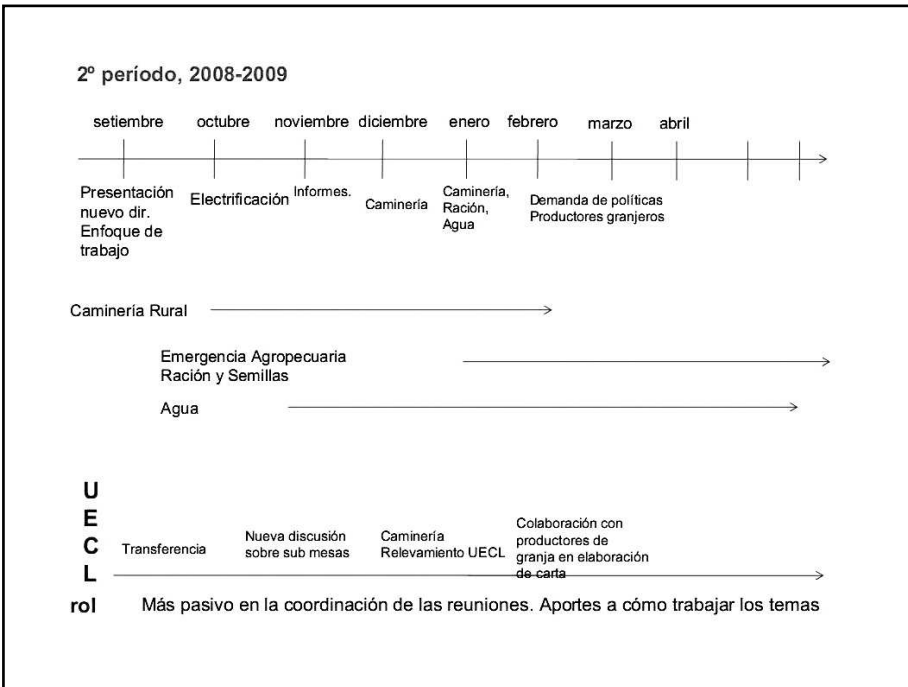 2º período, 2008-2009
setiembre octubre noviembre diciembre enero febrero marzo abril
Presentación
nuevo dir.
Enfoque de
trabajo
Electrificación
Informes.
Caminería
Caminería,
Ración,
Agua
Demanda de políticas
Productores granjeros
Caminería Rural
Emergencia Agropecuaria
Ración y Semillas
Agua
U
E
C
L
Transferencia
Nueva discusión
sobre sub mesas
Caminería
Relevamiento UECL
Colaboración con
productores de
granja en elaboración
de carta
rol Más pasivo en la coordinación de las reuniones. Aportes a cómo trabajar los temas